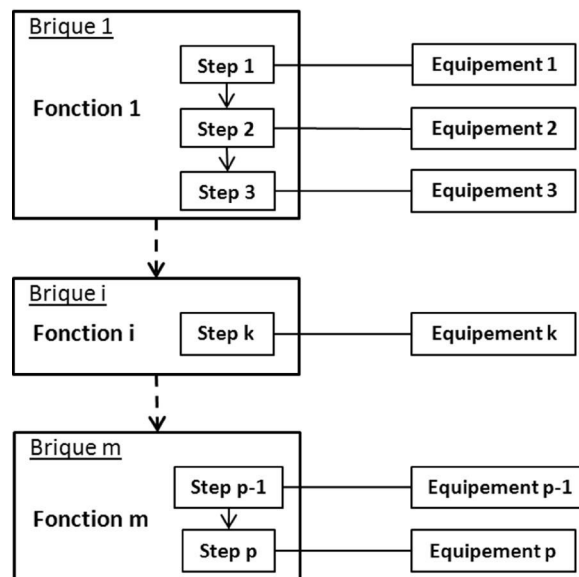 Brique 1
Step 1
Equipement 1
Fonction 1
Step 2
Equipement 2
Step 3
Equipement 3
Brique i
Fonction i
Step k
Equipement k
Brique m
Step p-1
Equipement p-1
Fonction m
Step p
Equipement p